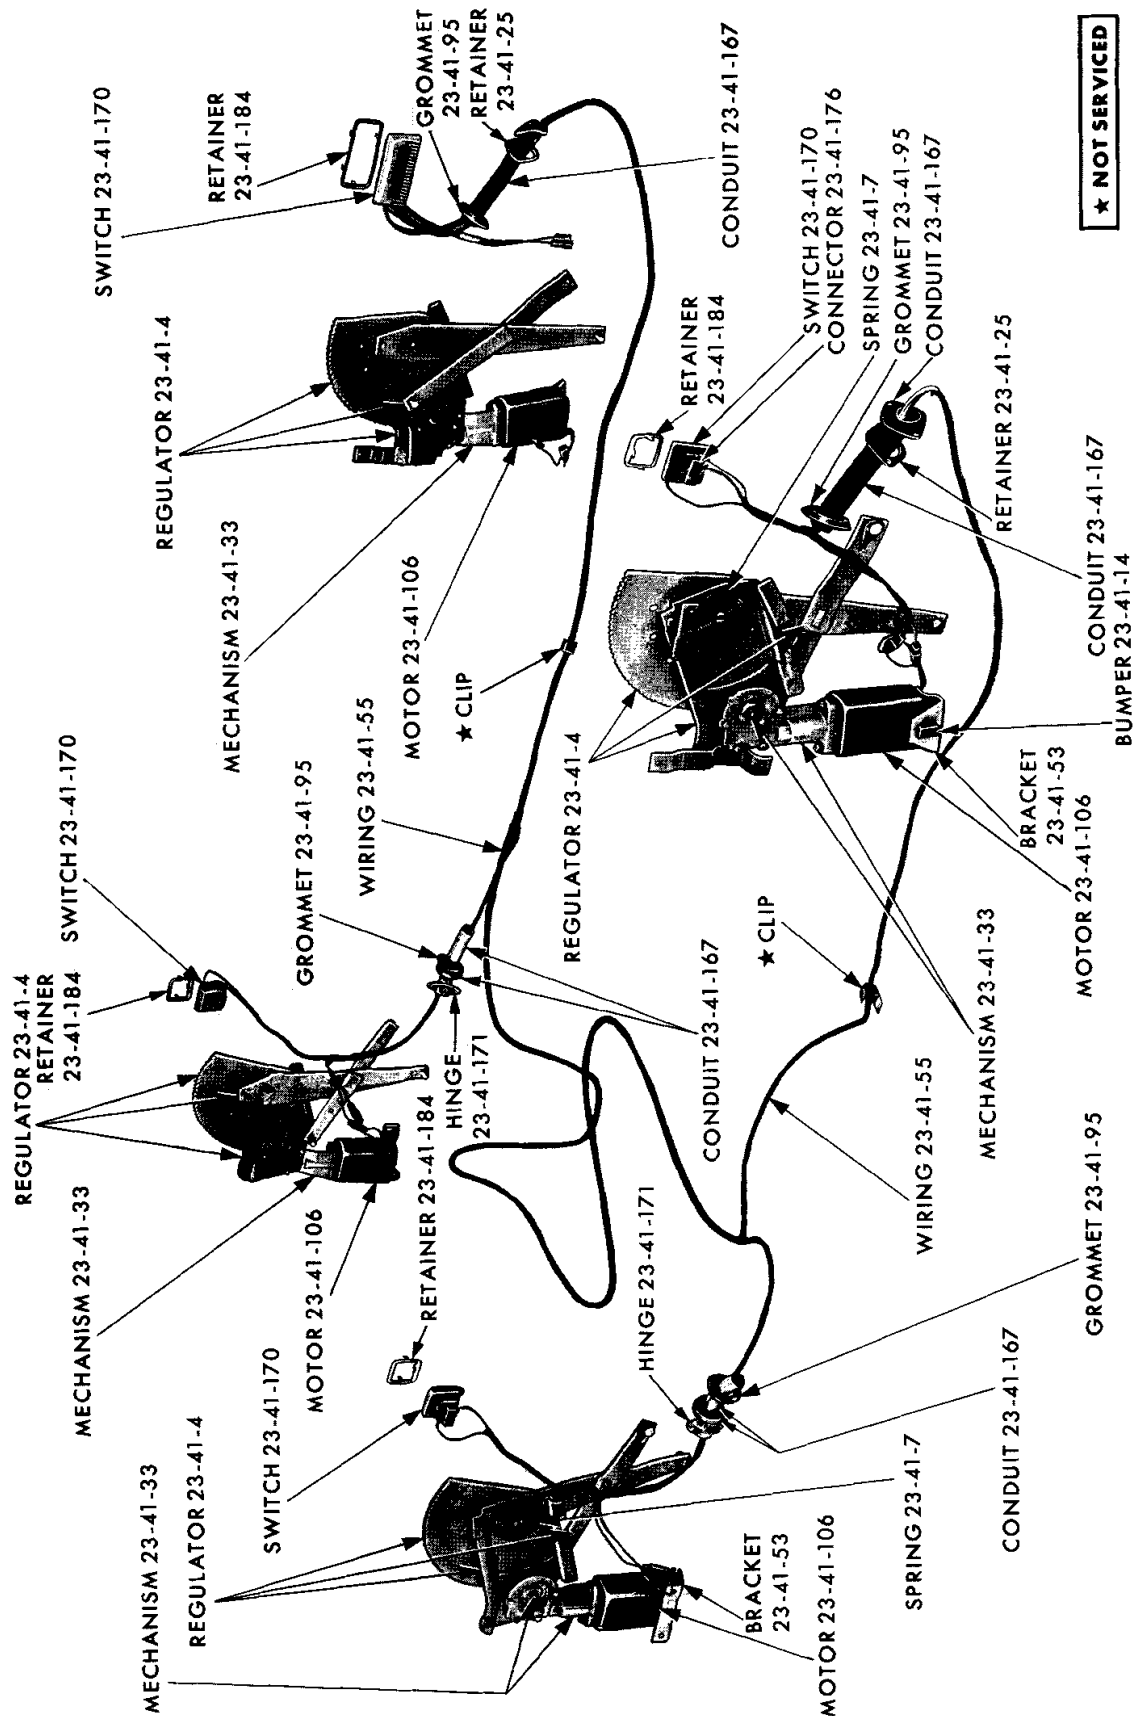 SWITCH 23-41-170
RETAINER
23-41-184
GROMMET
23-41-95
RETAINER
23-41-25
CONDUIT 23-41-167
REGULATOR 23-41-4
MECHANISM 23-41-33
MOTOR 23-41-106
★ CLIP
WIRING 23-41-55
GROMMET 23-41-95
SWITCH 23-41-170
REGULATOR 23-41-4
RETAINER
23-41-184
HINGE
23-41-171
CONDUIT 23-41-167
MECHANISM 23-41-33
MOTOR 23-41-106
RETAINER 23-41-184
SWITCH 23-41-170
REGULATOR 23-41-4
MECHANISM 23-41-33
HINGE 23-41-171
BRACKET
23-41-53
MOTOR 23-41-106
SPRING 23-41-7
CONDUIT 23-41-167
GROMMET 23-41-95
WIRING 23-41-55
★ CLIP
MECHANISM 23-41-33
REGULATOR 23-41-4
RETAINER
23-41-184
SWITCH 23-41-170
CONNECTOR 23-41-176
SPRING 23-41-7
GROMMET 23-41-95
CONDUIT 23-41-167
RETAINER 23-41-25
CONDUIT 23-41-167
BUMPER 23-41-14
BRACKET
23-41-53
MOTOR 23-41-106
★ NOT SERVICED